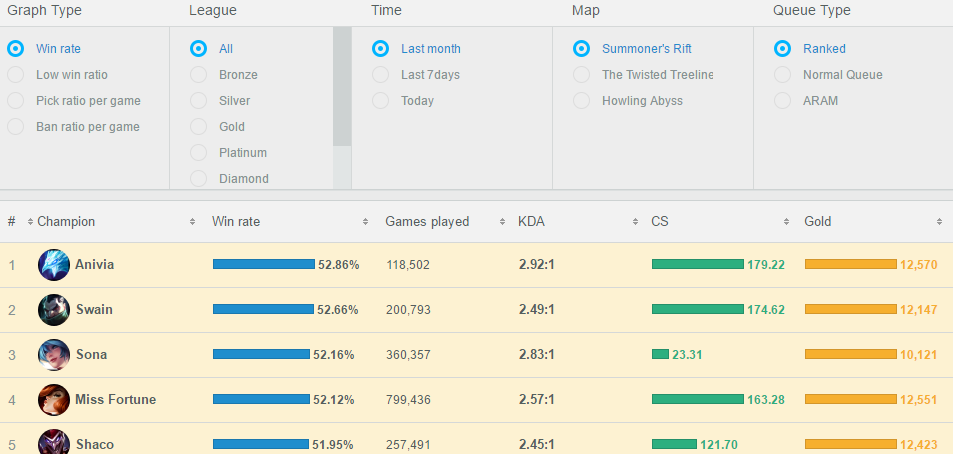 Graph Type League Time Map Queue Type
Win rate All Last month Summoner's Rift Ranked
Low win ratio Bronze Last 7days The Twisted Treeline Normal Queue
Pick ratio per game Silver Today Howling Abyss ARAM
Ban ratio per game Gold
Platinum
Diamond
# Champion Win rate Games played KDA CS Gold
1 Anivia 52.86% 118,502 2.92:1 179.22 12,570
2 Swain 52.66% 200,793 2.49:1 174.62 12,147
3 Sona 52.16% 360,357 2.83:1 23.31 10,121
4 Miss Fortune 52.12% 799,436 2.57:1 163.28 12,551
5 Shaco 51.95% 257,491 2.45:1 121.70 12,423